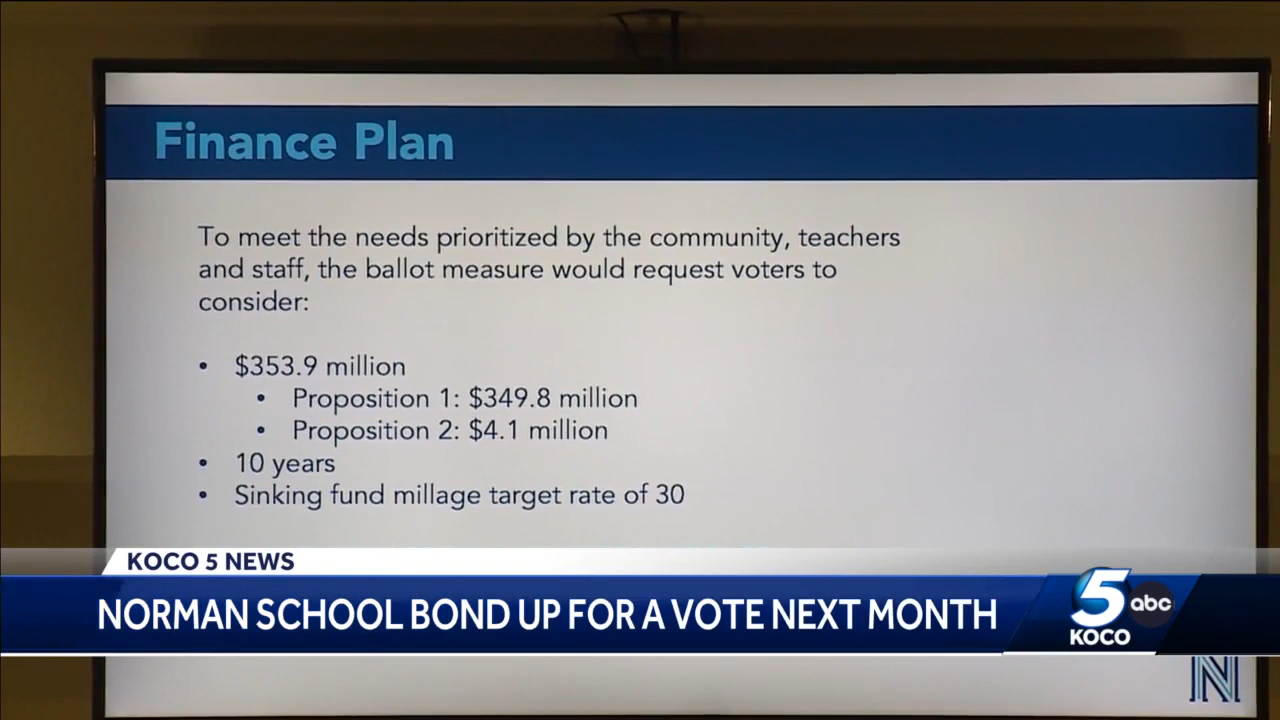 Finance Plan
To meet the needs prioritized by the community, teachers
and staff, the ballot measure would request voters to
consider:
• $353.9 million
• Proposition 1: $349.8 million
• Proposition 2: $4.1 million
• 10 years
• Sinking fund millage target rate of 30
KOCO 5 NEWS
NORMAN SCHOOL BOND UP FOR A VOTE NEXT MONTH
5 abc
KOCO
N